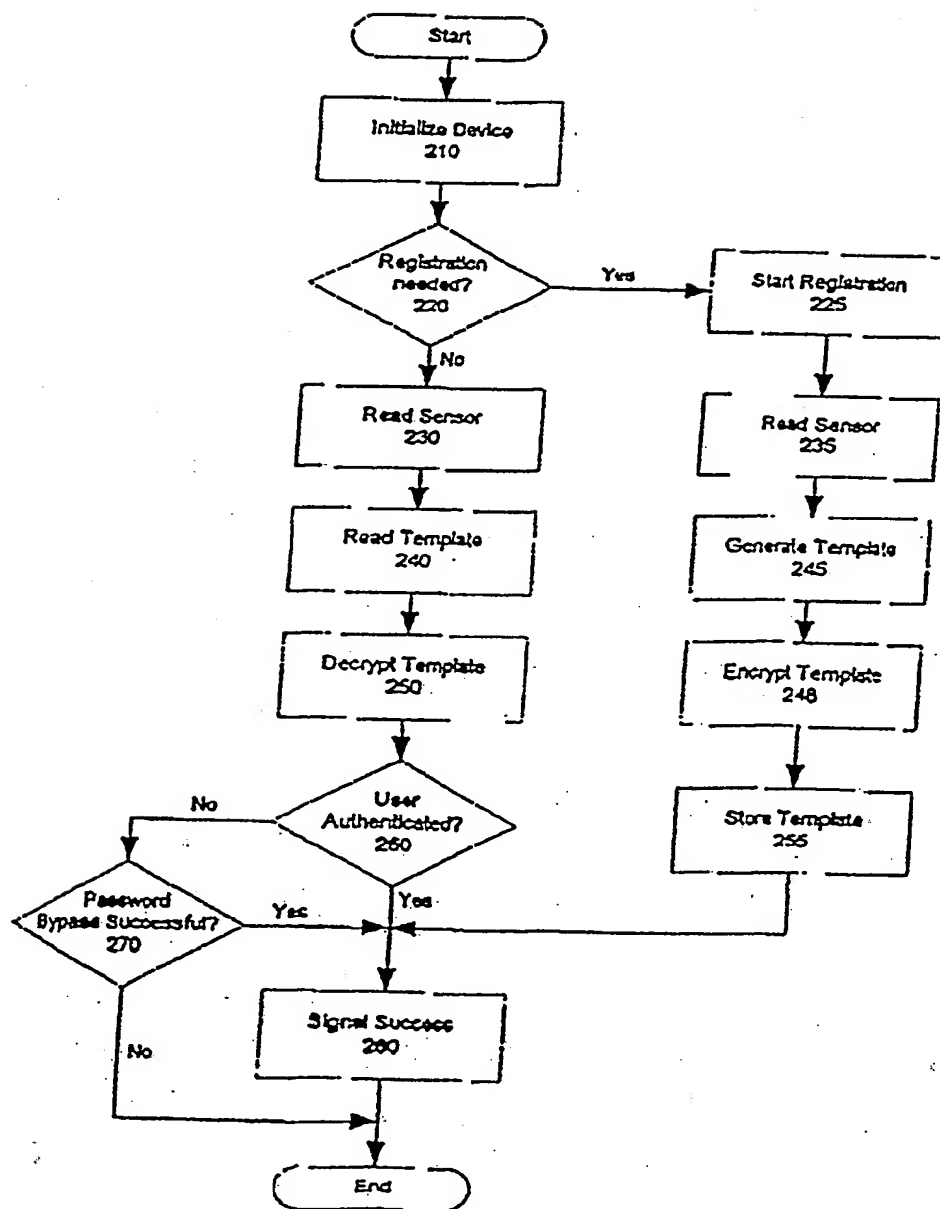 Start
Initialize Device
210
Registration
needed?
220
Yes
No
Start Registration
225
Read Sensor
230
Read Sensor
235
Read Template
240
Generate Template
245
Decrypt Template
250
Encrypt Template
248
User
Authenticated?
260
No
Yes
Store Template
255
Password
Bypass Successful?
270
Yes
No
Signal Success
280
End